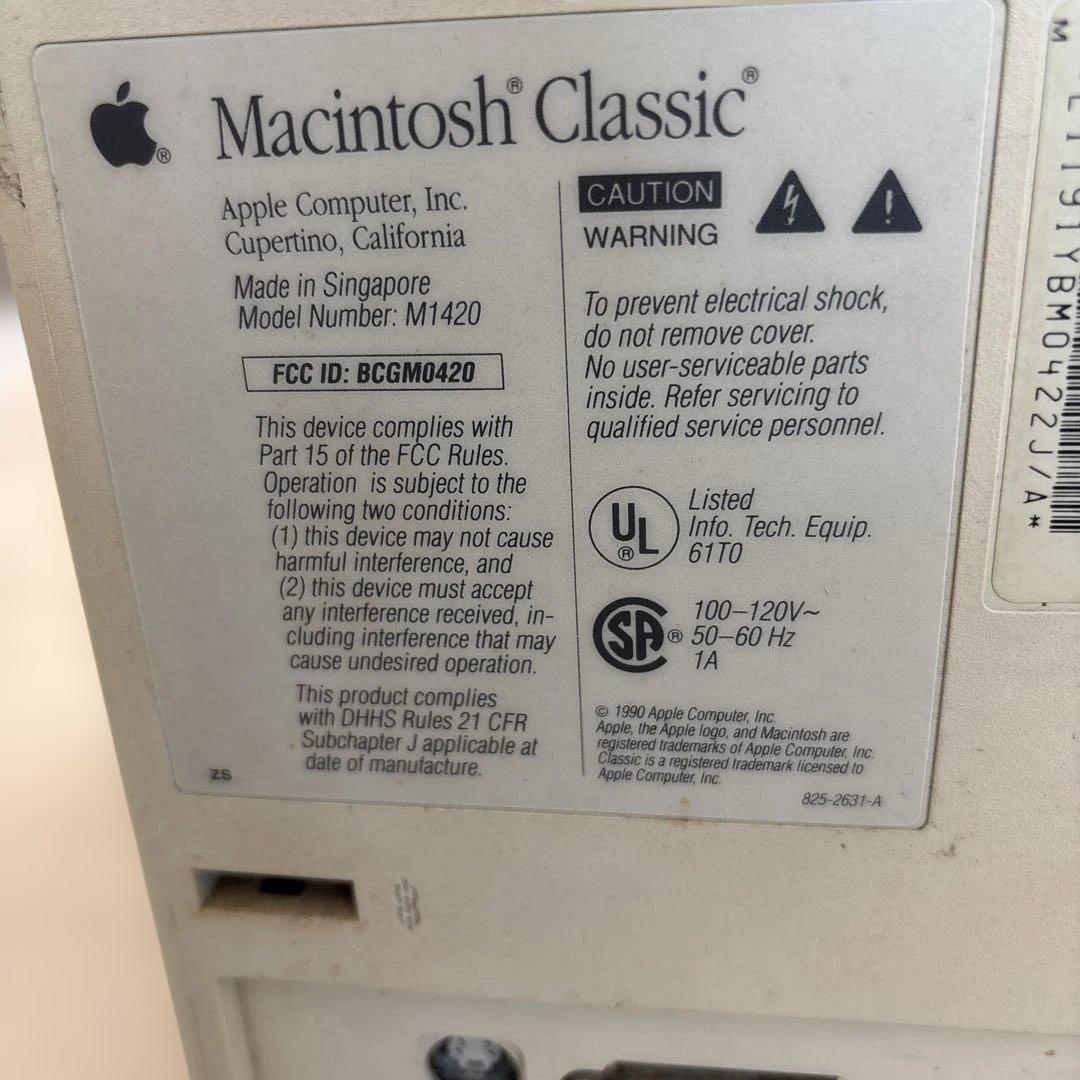 Macintosh® Classic®
Apple Computer, Inc.
Cupertino, California
Made in Singapore
Model Number: M1420
FCC ID: BCGM0420
This device complies with
Part 15 of the FCC Rules.
Operation is subject to the
following two conditions:
(1) this device may not cause
harmful interference, and
(2) this device must accept
any interference received, in-
cluding interference that may
cause undesired operation.
This product complies
with DHHS Rules 21 CFR
Subchapter J applicable at
date of manufacture.
ZS
CAUTION
WARNING
To prevent electrical shock,
do not remove cover.
No user-serviceable parts
inside. Refer servicing to
qualified service personnel.
UL®
Listed
Info. Tech. Equip.
61T0
SA®
100–120V~
50–60 Hz
1A
© 1990 Apple Computer, Inc.
Apple, the Apple logo, and Macintosh are
registered trademarks of Apple Computer, Inc.
Classic is a registered trademark licensed to
Apple Computer, Inc.
825-2631-A